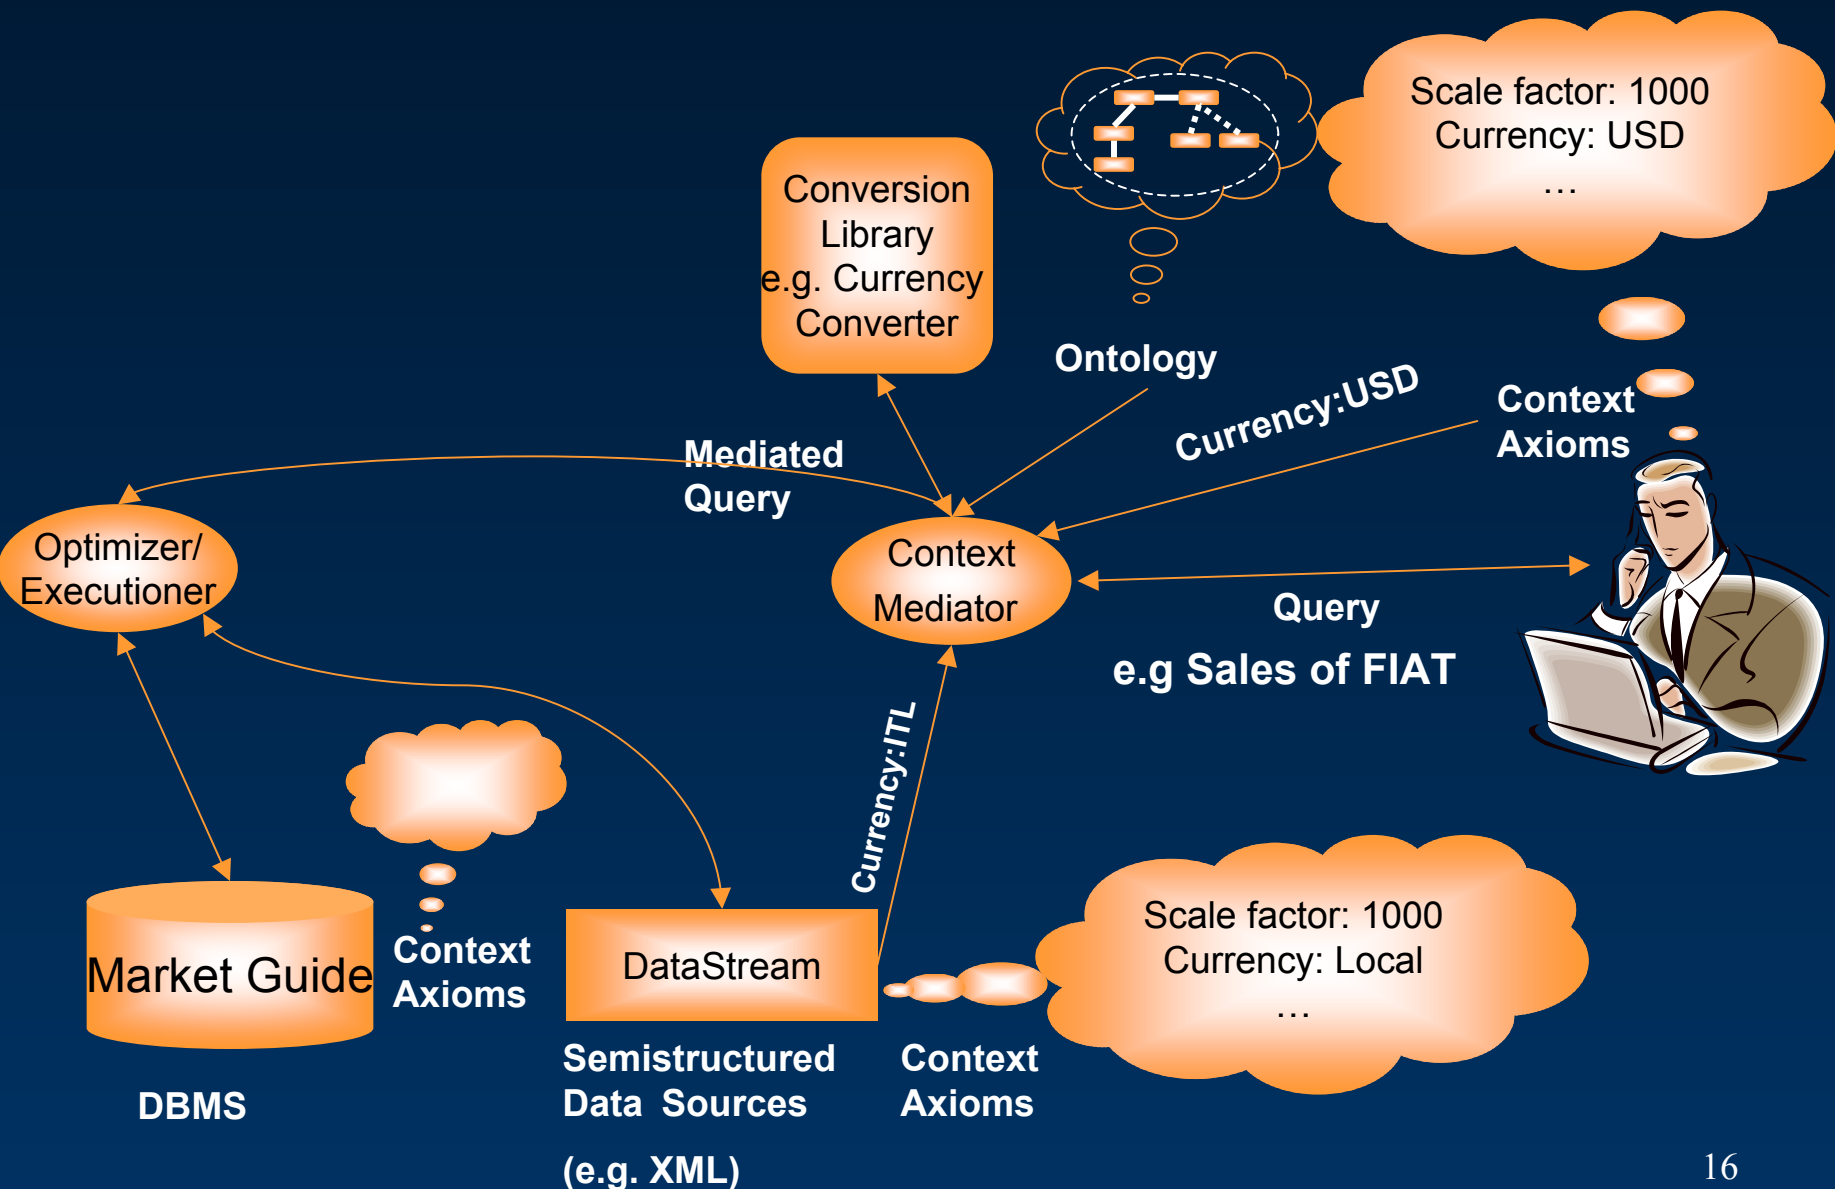 Scale factor: 1000
Currency: USD
…
Conversion
Library
e.g. Currency
Converter
Ontology
Currency:USD
Context
Axioms
Mediated
Query
Optimizer/
Executioner
Context
Mediator
Query
e.g Sales of FIAT
Currency:ITL
Market Guide
Context
Axioms
DataStream
Scale factor: 1000
Currency: Local
…
DBMS
Semistructured
Data Sources
(e.g. XML)
Context
Axioms
16